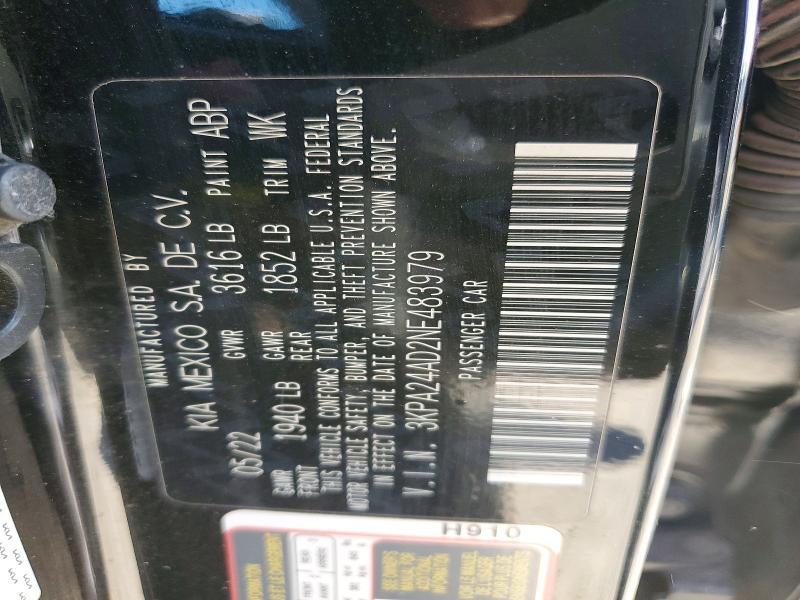 MANUFACTURED BY
KIA MEXICO S.A. DE C.V.
05/22 GVWR 3616 LB PAINT ABP
GAWR FRONT 1940 LB GAWR REAR 1852 LB TRIM WK
THIS VEHICLE CONFORMS TO ALL APPLICABLE U.S.A. FEDERAL
MOTOR VEHICLE SAFETY, BUMPER, AND THEFT PREVENTION STANDARDS
IN EFFECT ON THE DATE OF MANUFACTURE SHOWN ABOVE.
V.I.N. 3KPA24AD2NE483979
PASSENGER CAR
H910